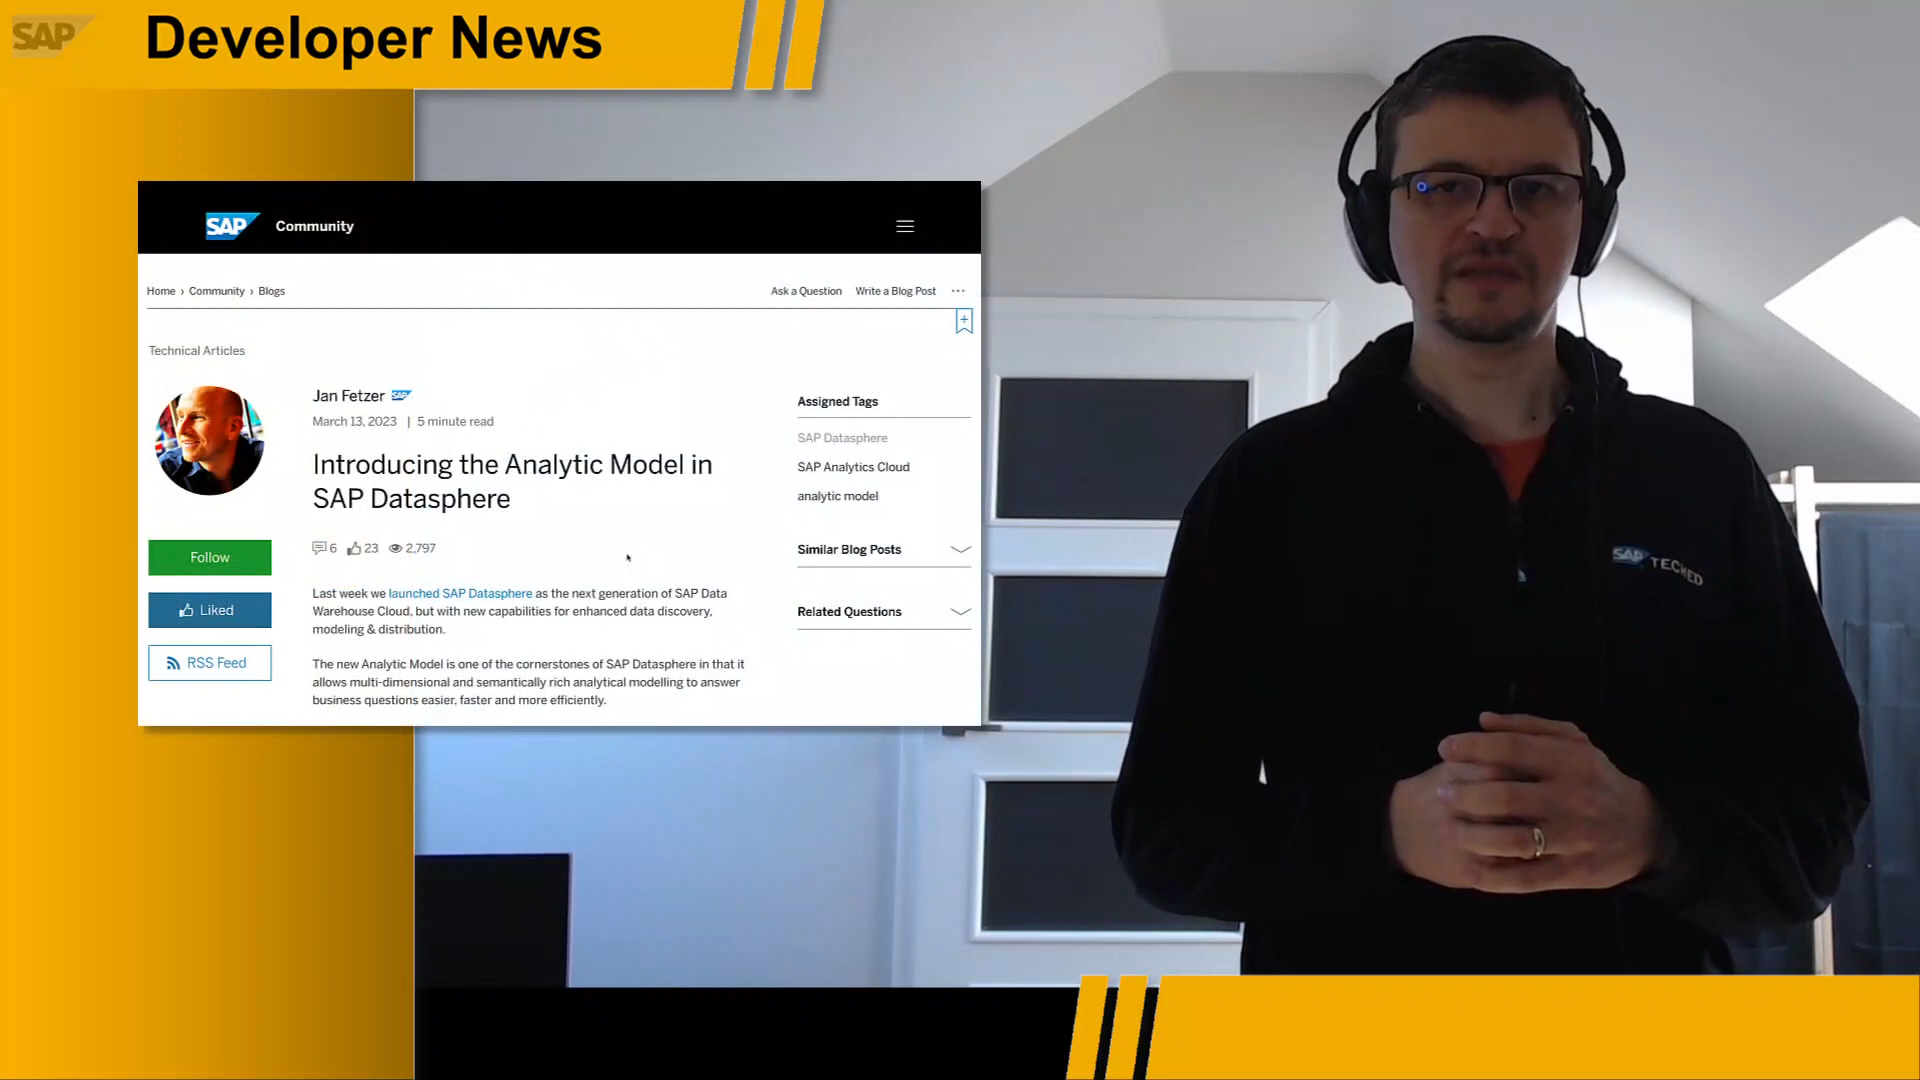 SAP Developer News
SAP Community
Home › Community › Blogs
Ask a Question Write a Blog Post ...
Technical Articles
Jan Fetzer SAP
March 13, 2023 | 5 minute read
Introducing the Analytic Model in
SAP Datasphere
6 23 2,797
Follow
Liked
RSS Feed
Last week we launched SAP Datasphere as the next generation of SAP Data
Warehouse Cloud, but with new capabilities for enhanced data discovery,
modeling & distribution.
The new Analytic Model is one of the cornerstones of SAP Datasphere in that it
allows multi-dimensional and semantically rich analytical modelling to answer
business questions easier, faster and more efficiently.
Assigned Tags
SAP Datasphere
SAP Analytics Cloud
analytic model
Similar Blog Posts
Related Questions
SAP TECHED